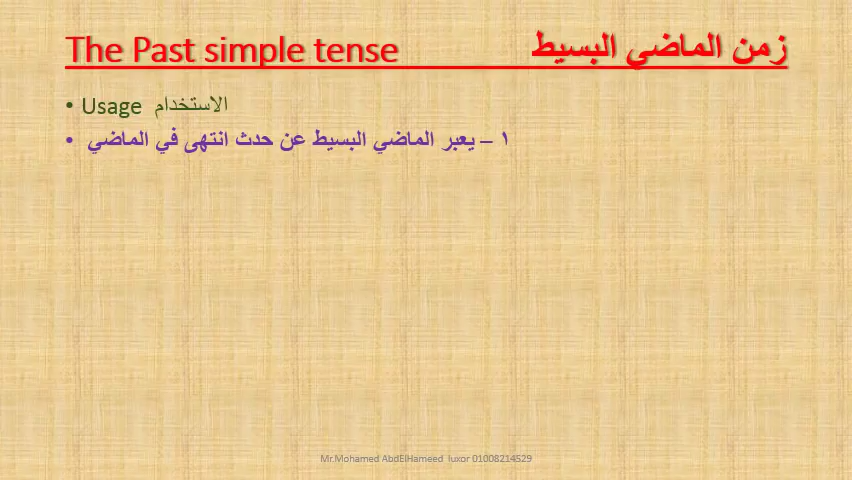 The Past simple tense زمن الماضي البسيط
• Usage الاستخدام
• ١ – يعبر الماضي البسيط عن حدث انتهى في الماضي
Mr.Mohamed AbdElHameed luxor 01008214529